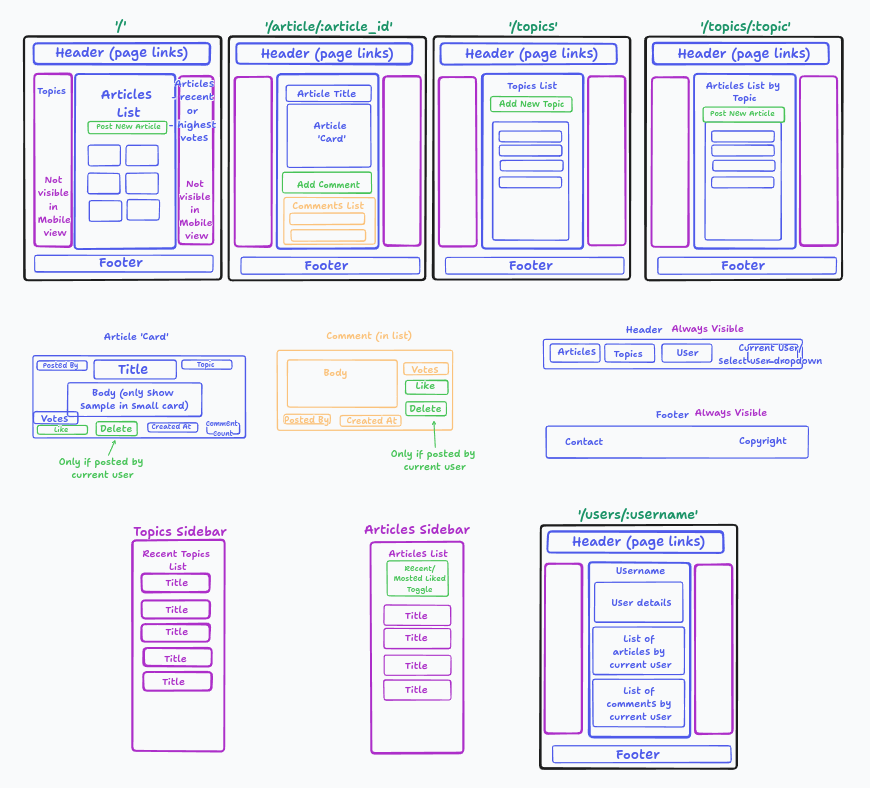 '/'
Header (page links)
Topics
Not
visible
in
Mobile
view
Articles
List
Post New Article
Articles
recent
or
highest
votes
Not
visible
in
Mobile
view
Footer
'/article/:article_id'
Header (page links)
Article Title
Article
'Card'
Add Comment
Comments List
Footer
'/topics'
Header (page links)
Topics List
Add New Topic
Footer
'/topics/:topic'
Header (page links)
Articles List by
Topic
Post New Article
Footer
Article 'Card'
Posted By
Title
Topic
Body (only show
sample in small card)
Votes
Like
Delete
Created At
Comment
Count
Only if posted by
current user
Comment (in list)
Body
Votes
Like
Delete
Posted By
Created At
Only if posted by
current user
Header Always Visible
Articles
Topics
User
Current User/
Select user dropdown
Footer Always Visible
Contact
Copyright
Topics Sidebar
Recent Topics
List
Title
Title
Title
Title
Title
Articles Sidebar
Articles List
Recent/
Mosted Liked
Toggle
Title
Title
Title
Title
'/users/:username'
Header (page links)
Username
User details
List of
articles by
current user
List of
comments by
current user
Footer